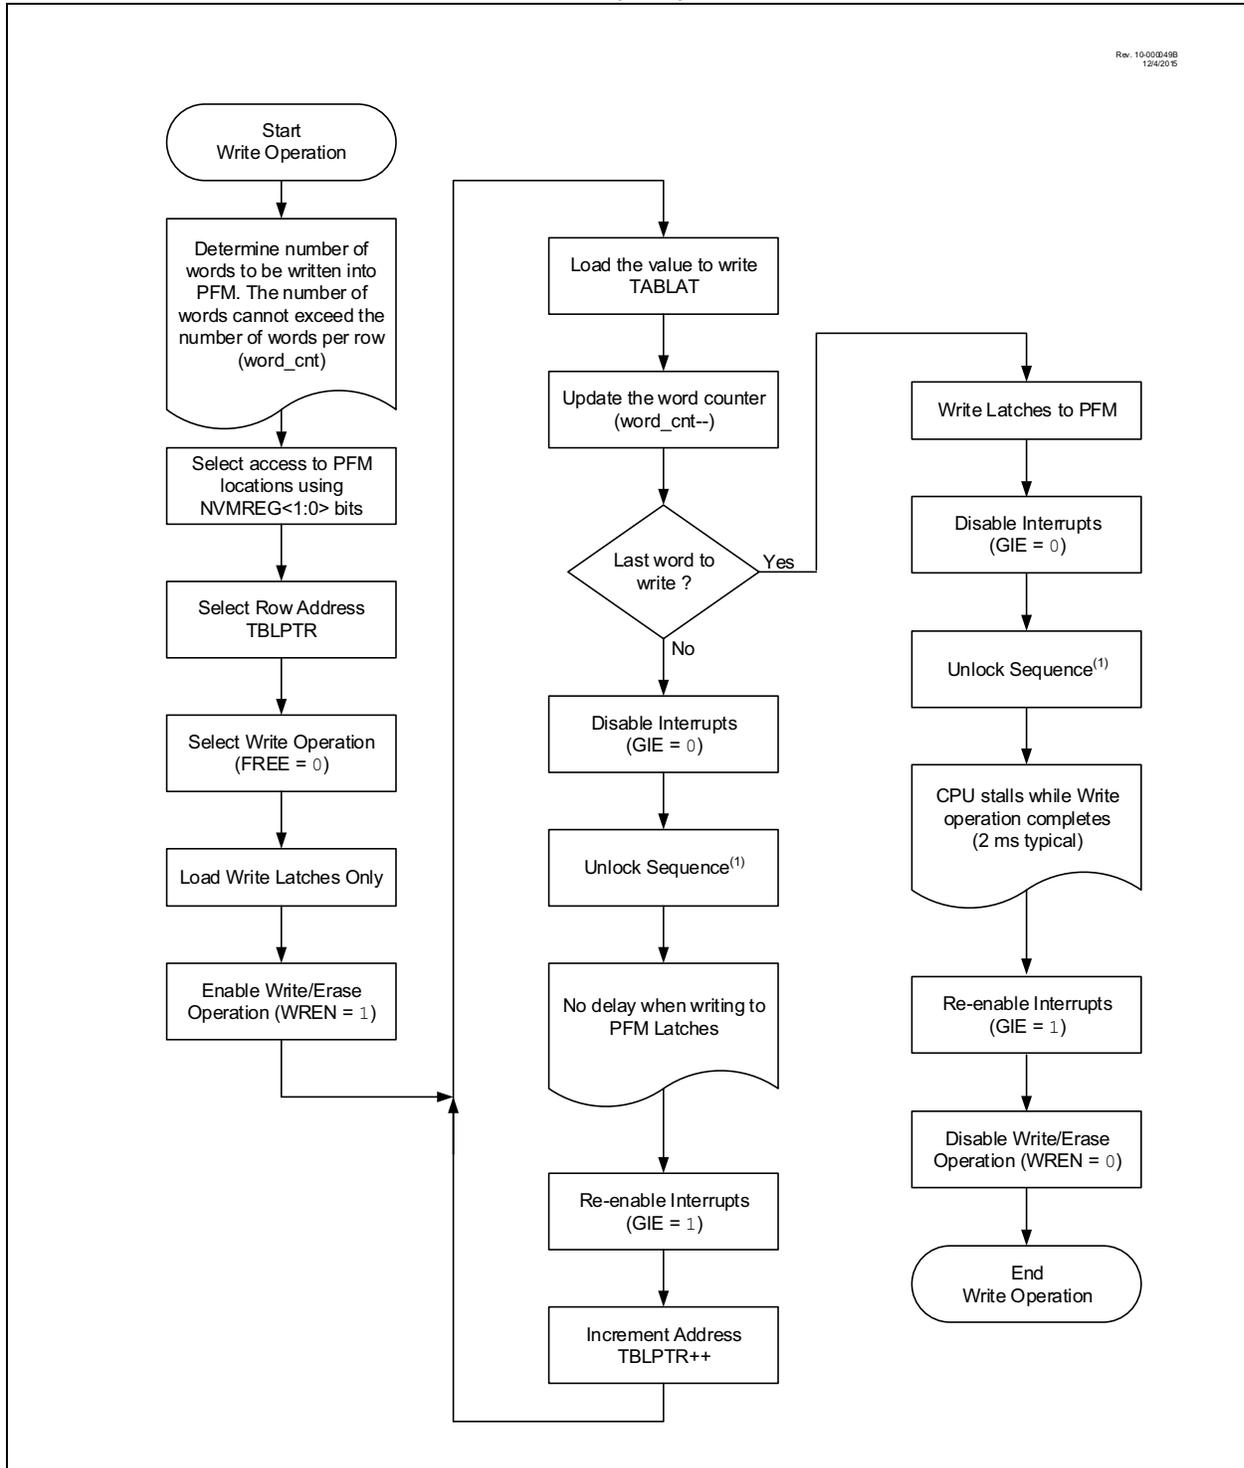 Rev. 10-000049B
12/4/2015
Start
Write Operation
Determine number of
words to be written into
PFM. The number of
words cannot exceed the
number of words per row
(word_cnt)
Select access to PFM
locations using
NVMREG<1:0> bits
Select Row Address
TBLPTR
Select Write Operation
(FREE = 0)
Load Write Latches Only
Enable Write/Erase
Operation (WREN = 1)
Load the value to write
TABLAT
Update the word counter
(word_cnt--)
Last word to
write ?
Yes
No
Disable Interrupts
(GIE = 0)
Unlock Sequence(1)
No delay when writing to
PFM Latches
Re-enable Interrupts
(GIE = 1)
Increment Address
TBLPTR++
Write Latches to PFM
Disable Interrupts
(GIE = 0)
Unlock Sequence(1)
CPU stalls while Write
operation completes
(2 ms typical)
Re-enable Interrupts
(GIE = 1)
Disable Write/Erase
Operation (WREN = 0)
End
Write Operation